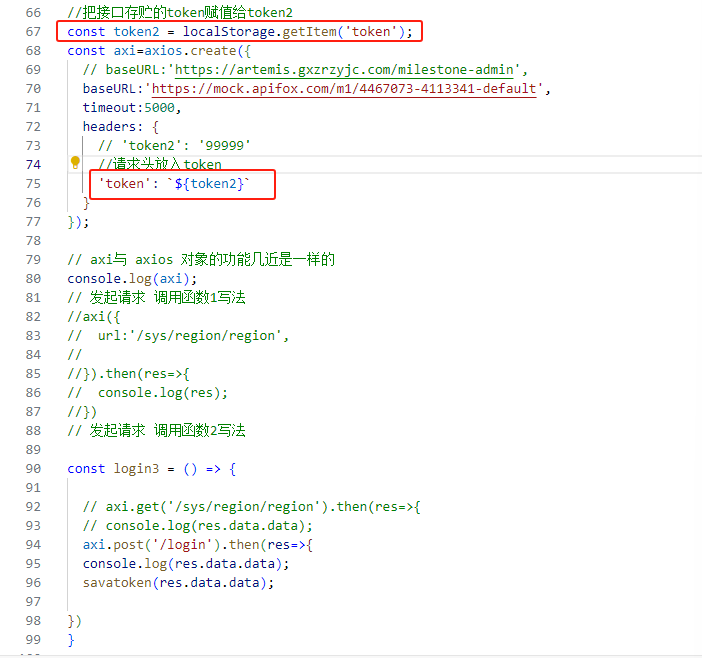 66 //把接口存贮的token赋值给token2
67 const token2 = localStorage.getItem('token');
68 const axi=axios.create({
69 // baseURL:'https://artemis.gxzrzyjc.com/milestone-admin',
70 baseURL:'https://mock.apifox.com/m1/4467073-4113341-default',
71 timeout:5000,
72 headers: {
73 // 'token2': '99999'
74 //请求头放入token
75 'token': `${token2}`
76 }
77 });
78
79 // axi与 axios 对象的功能几近是一样的
80 console.log(axi);
81 // 发起请求 调用函数1写法
82 //axi({
83 // url:'/sys/region/region',
84 //
85 //}).then(res=>{
86 // console.log(res);
87 //})
88 // 发起请求 调用函数2写法
89
90 const login3 = () => {
91
92 // axi.get('/sys/region/region').then(res=>{
93 // console.log(res.data.data);
94 axi.post('/login').then(res=>{
95 console.log(res.data.data);
96 savatoken(res.data.data);
97
98 })
99 }